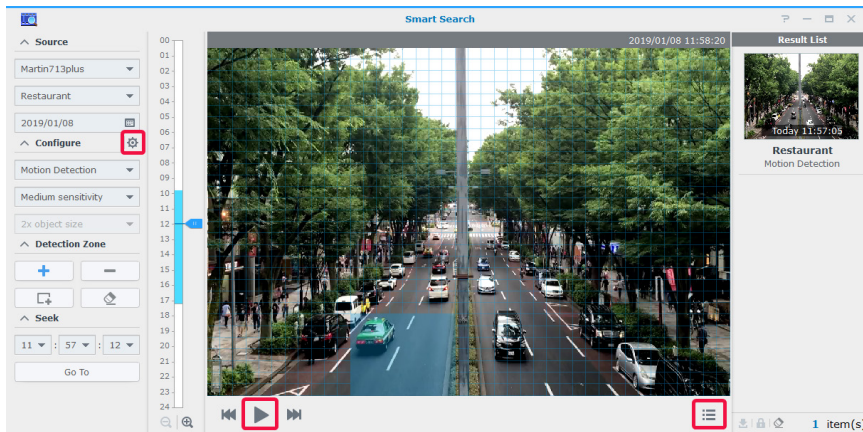 Smart Search
Source
Martin713plus
Restaurant
2019/01/08
Configure
Motion Detection
Medium sensitivity
2x object size
Detection Zone
Seek
11 : 57 : 12
Go To
00
01
02
03
04
05
06
07
08
09
10
11
12
13
14
15
16
17
18
19
20
21
22
23
24
2019/01/08 11:58:20
Result List
Today 11:57:05
Restaurant
Motion Detection
1 item(s